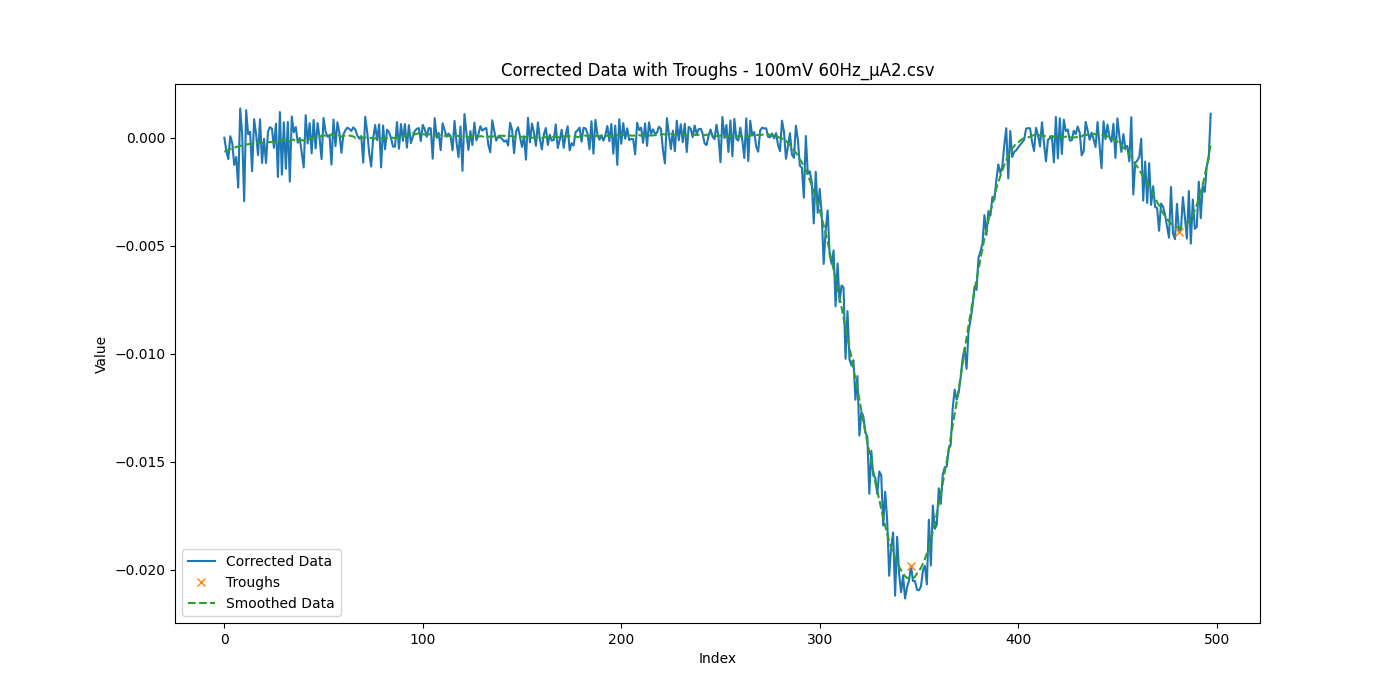 Corrected Data with Troughs - 100mV 60Hz_µA2.csv
Value
0.000
−0.005
−0.010
−0.015
−0.020
Corrected Data
Troughs
Smoothed Data
0 100 200 300 400 500
Index